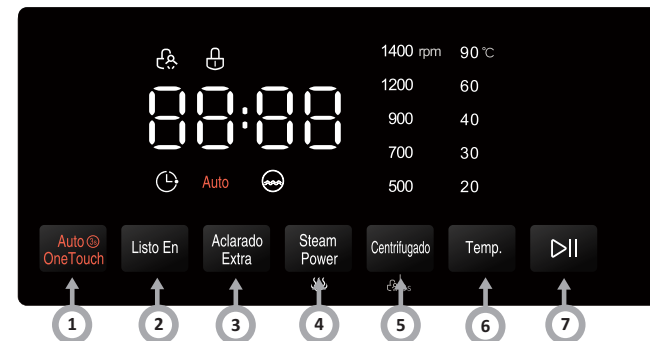 1400 rpm 90 °C
1200 60
88:88
900 40
700 30
Auto
500 20
Auto 3s OneTouch
Listo En
Aclarado Extra
Steam Power
Centrifugado
Temp.
1 2 3 4 5 6 7